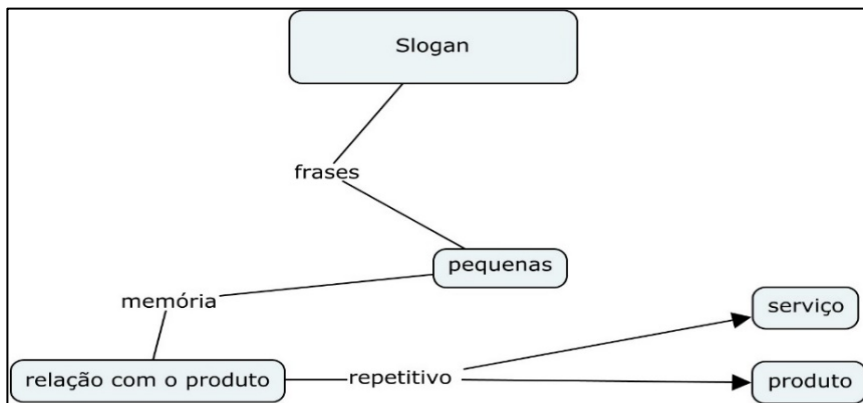 Slogan
frases
pequenas
memória
serviço
relação com o produto
repetitivo
produto